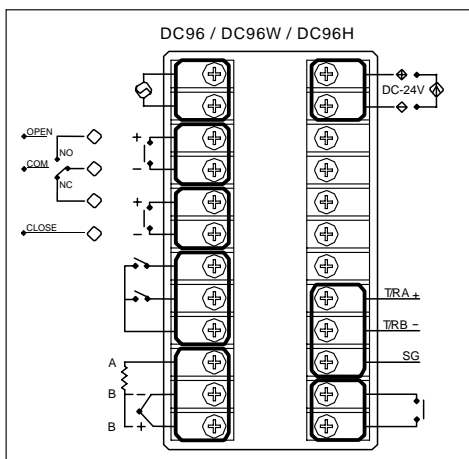 DC96 / DC96W / DC96H
DC-24V
OPEN
NO
COM
NC
CLOSE
+
−
+
−
T/RA +
T/RB −
SG
A
B −
B +